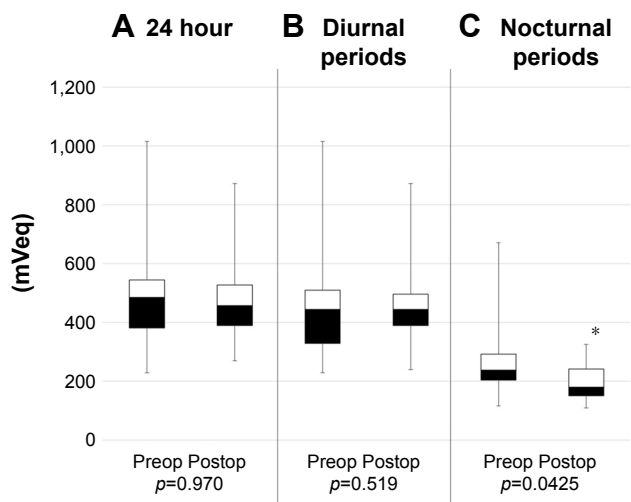 A 24 hour
B Diurnal periods
C Nocturnal periods
(mVeq)
1,200
1,000
800
600
400
200
0
*
Preop Postop
p=0.970
Preop Postop
p=0.519
Preop Postop
p=0.0425